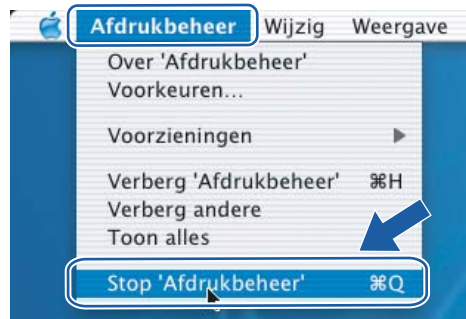 Afdrukbeheer Wijzig Weergave
Over 'Afdrukbeheer'
Voorkeuren...
Voorzieningen
Verberg 'Afdrukbeheer' ⌘H
Verberg andere
Toon alles
Stop 'Afdrukbeheer' ⌘Q